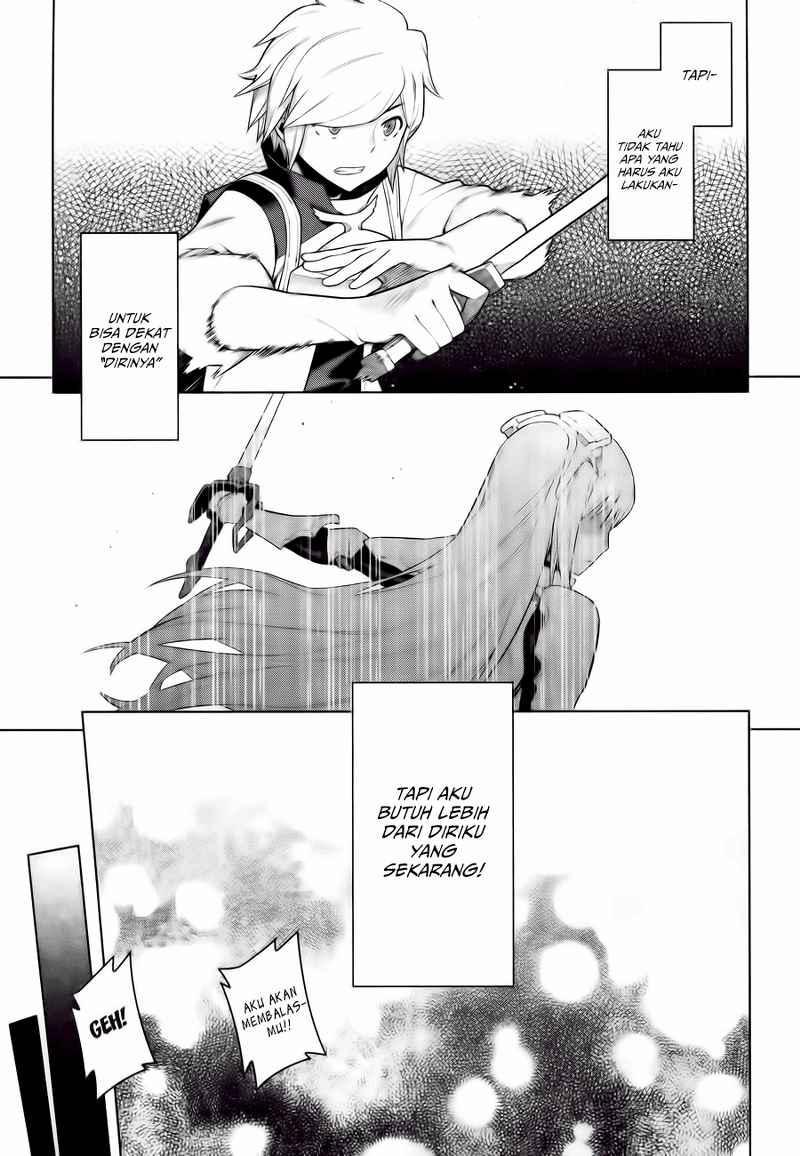 TAPI-
AKU
TIDAK TAHU
APA YANG
HARUS AKU
LAKUKAN-
UNTUK
BISA DEKAT
DENGAN
"DIRINYA"
TAPI AKU
BUTUH LEBIH
DARI DIRIKU
YANG
SEKARANG!
GEH!
AKU AKAN
MEMBALAS-
MU!!